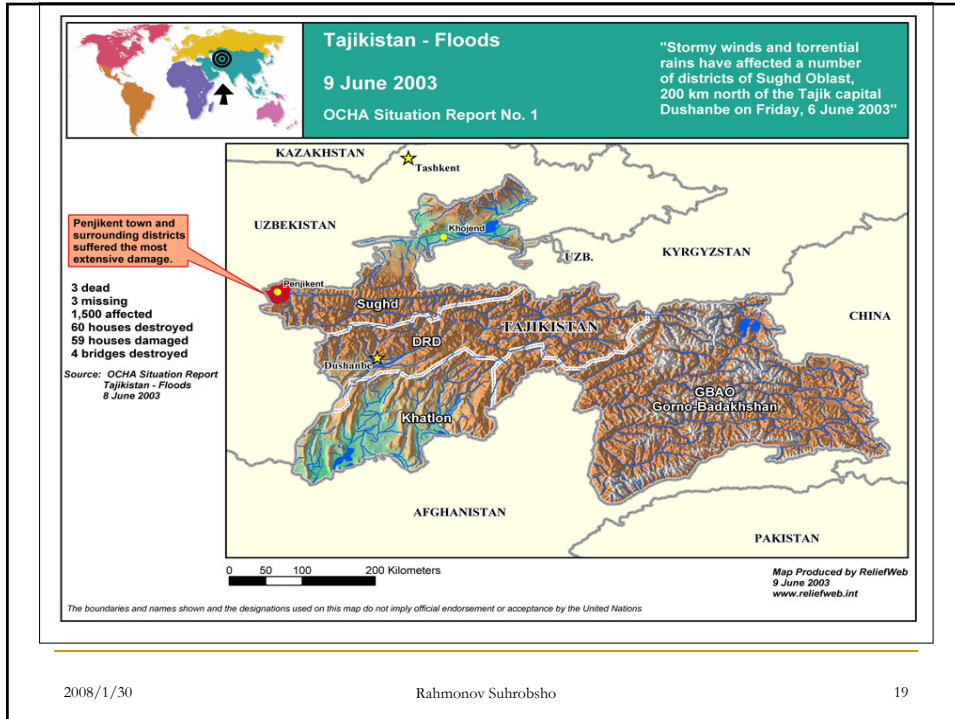 Tajikistan - Floods
9 June 2003
OCHA Situation Report No. 1
"Stormy winds and torrential
rains have affected a number
of districts of Sughd Oblast,
200 km north of the Tajik capital
Dushanbe on Friday, 6 June 2003"
KAZAKHSTAN
Tashkent
UZBEKISTAN
Khojend
UZB.
KYRGYZSTAN
Penjikent town and
surrounding districts
suffered the most
extensive damage.
Penjikent
3 dead
3 missing
1,500 affected
60 houses destroyed
59 houses damaged
4 bridges destroyed
Source: OCHA Situation Report
Tajikistan - Floods
8 June 2003
Sughd
TAJIKISTAN
CHINA
DRD
Dushanbe
GBAO
Gorno-Badakhshan
Khatlon
AFGHANISTAN
PAKISTAN
0 50 100 200 Kilometers
Map Produced by ReliefWeb
9 June 2003
www.reliefweb.int
The boundaries and names shown and the designations used on this map do not imply official endorsement or acceptance by the United Nations
2008/1/30 Rahmonov Suhrobsho 19